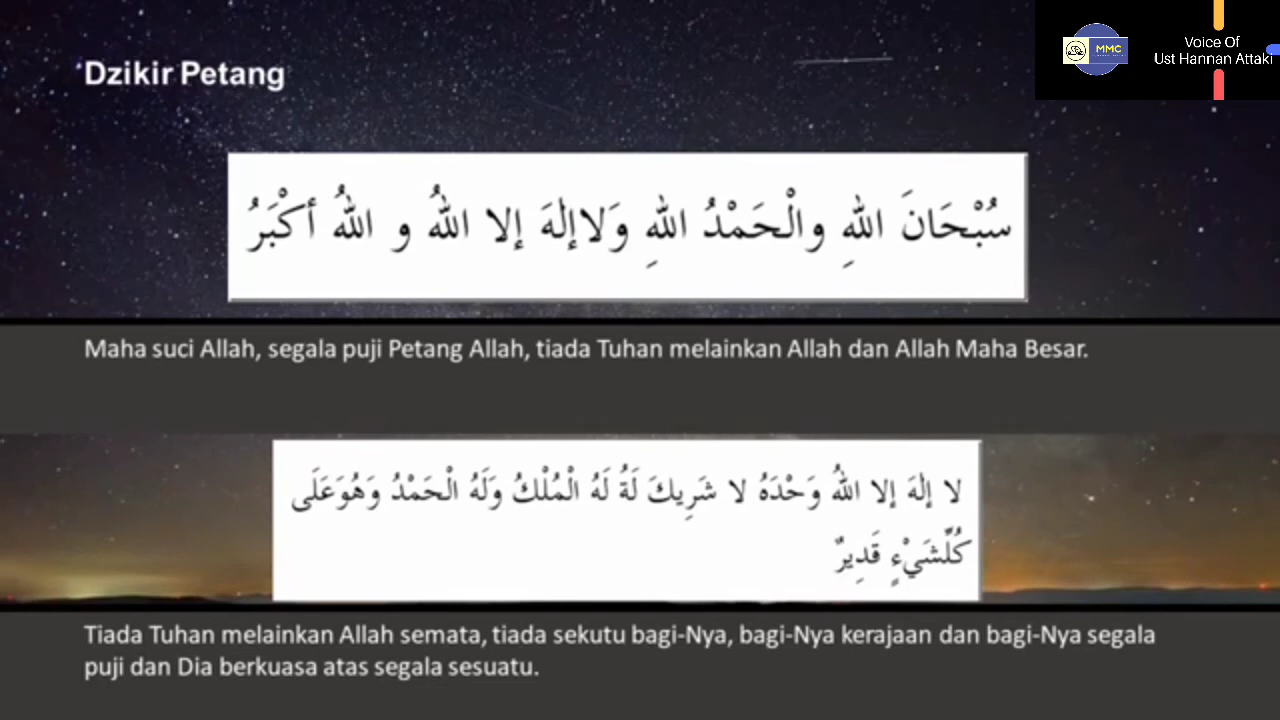 Dzikir Petang
MMC
Voice Of
Ust Hannan Attaki
سُبْحَانَ اللهِ والْحَمْدُ اللهِ وَلاإِلٰهَ إلا اللهُ و اللهُ أكْبَرُ
Maha suci Allah, segala puji Petang Allah, tiada Tuhan melainkan Allah dan Allah Maha Besar.
لا إلٰهَ إلا اللهُ وَحْدَهُ لا شَرِيكَ لَهُ لَهُ الْمُلْكُ وَلَهُ الْحَمْدُ وَهُوَعَلَى
كُلِّشَيْءٍ قَدِيرٌ
Tiada Tuhan melainkan Allah semata, tiada sekutu bagi-Nya, bagi-Nya kerajaan dan bagi-Nya segala
puji dan Dia berkuasa atas segala sesuatu.